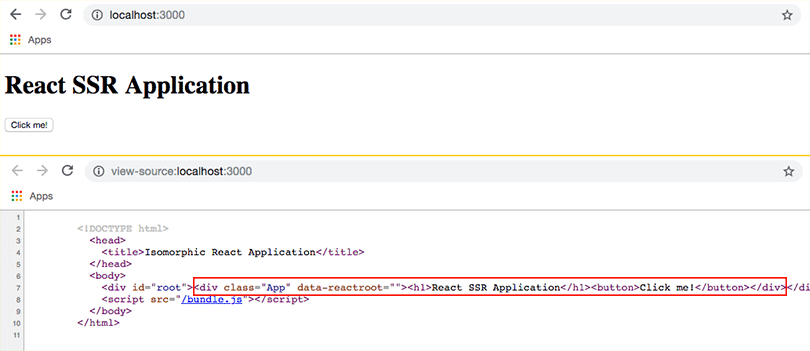 localhost:3000
Apps
React SSR Application
Click me!
view-source:localhost:3000
Apps
1
2 <!DOCTYPE html>
3 <head>
4 <title>Isomorphic React Application</title>
5 </head>
6 <body>
7 <div id="root"><div class="App" data-reactroot=""><h1>React SSR Application</h1><button>Click me!</button></div></di
8 <script src="/bundle.js"></script>
9 </body>
10 </html>
11